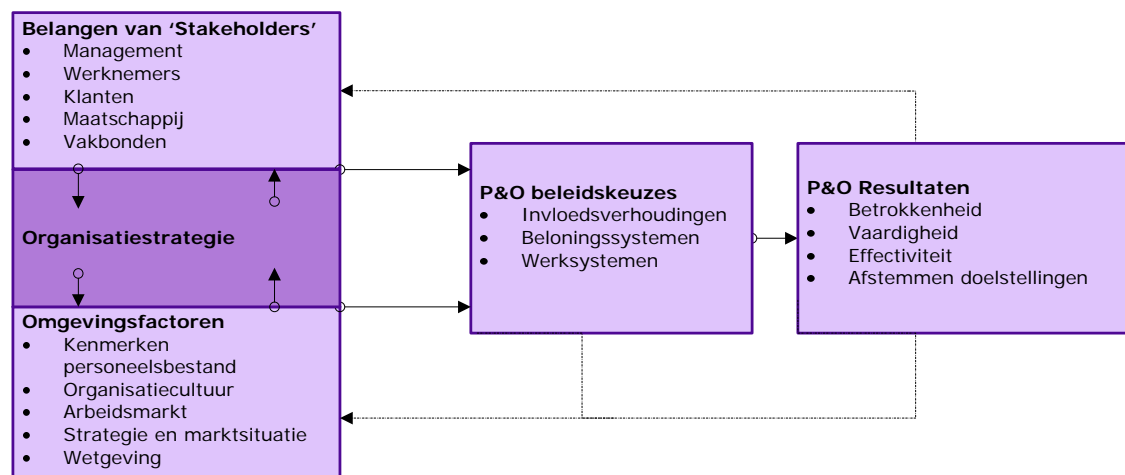 Belangen van ‘Stakeholders’
• Management
• Werknemers
• Klanten
• Maatschappij
• Vakbonden
Organisatiestrategie
Omgevingsfactoren
• Kenmerken
personeelsbestand
• Organisatiecultuur
• Arbeidsmarkt
• Strategie en marktsituatie
• Wetgeving
P&O beleidskeuzes
• Invloedsverhoudingen
• Beloningssystemen
• Werksystemen
P&O Resultaten
• Betrokkenheid
• Vaardigheid
• Effectiviteit
• Afstemmen doelstellingen